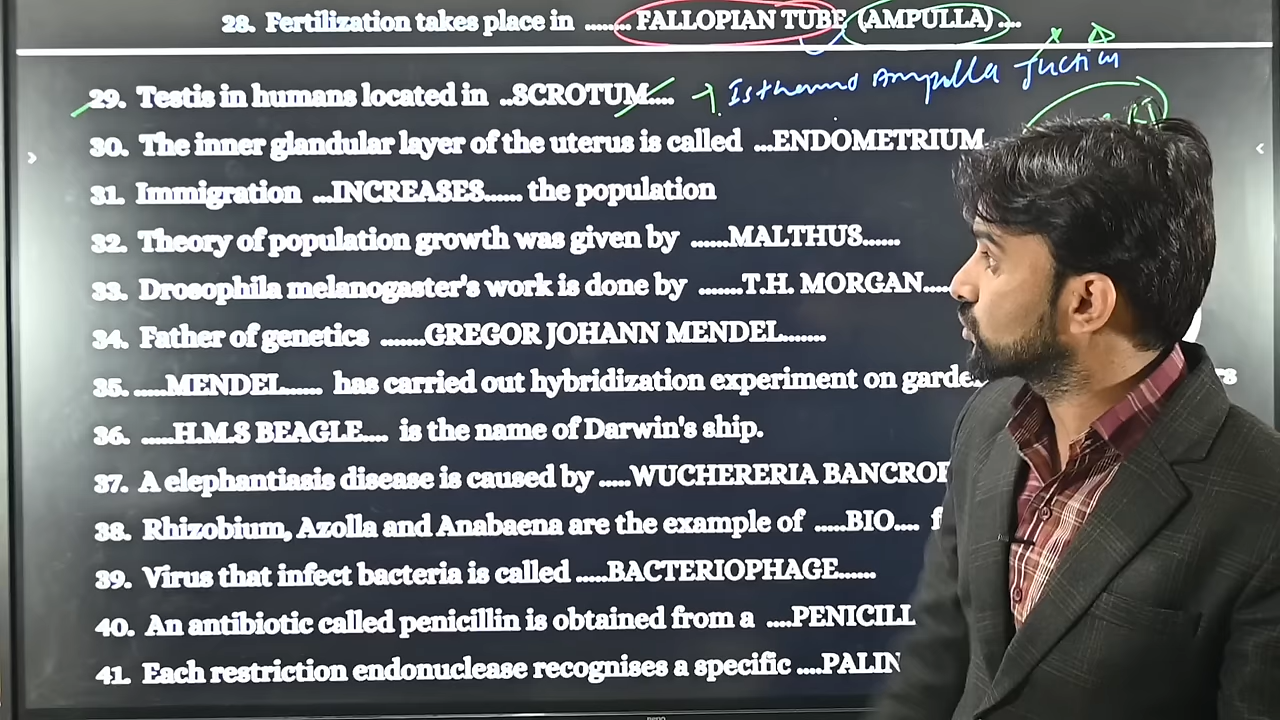 28. Fertilization takes place in ........ FALLOPIAN TUBE (AMPULLA)....
29. Testis in humans located in ..SCROTUM.... → Isthermo Ampulla Juction
30. The inner glandular layer of the uterus is called ...ENDOMETRIUM
31. Immigration ...INCREASES...... the population
32. Theory of population growth was given by ......MALTHUS......
33. Drosophila melanogaster's work is done by .......T.H. MORGAN....
34. Father of genetics .......GREGOR JOHANN MENDEL.......
35. .....MENDEL...... has carried out hybridization experiment on
36. .....H.M.S BEAGLE.... is the name of Darwin's ship.
37. A elephantiasis disease is caused by .....WUCHERERIA
38. Rhizobium, Azolla and Anabaena are the example of .....BIO....
39. Virus that infect bacteria is called .....BACTERIOPHAGE......
40. An antibiotic called penicillin is obtained from a ....PENICILL
41. Each restriction endonuclease recognises a specific ....PALIN